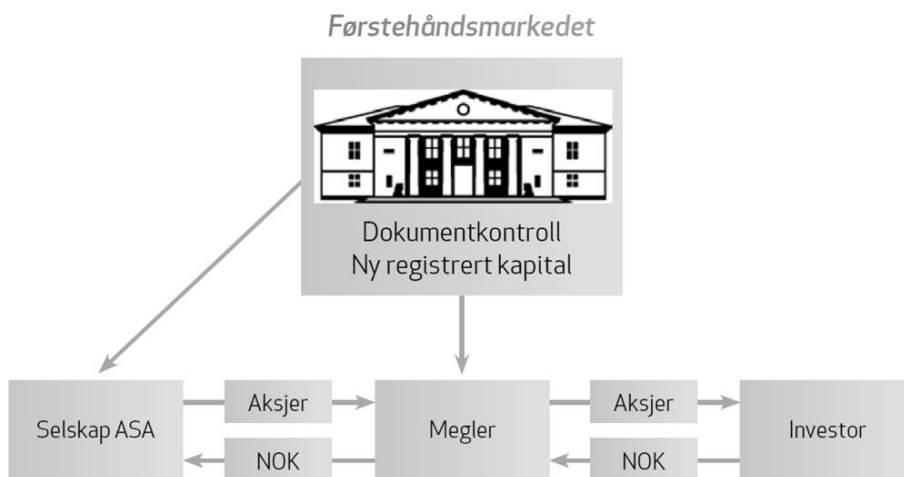 Førstehåndsmarkedet
Dokumentkontroll
Ny registrert kapital
Selskap ASA
Aksjer
NOK
Megler
Aksjer
NOK
Investor